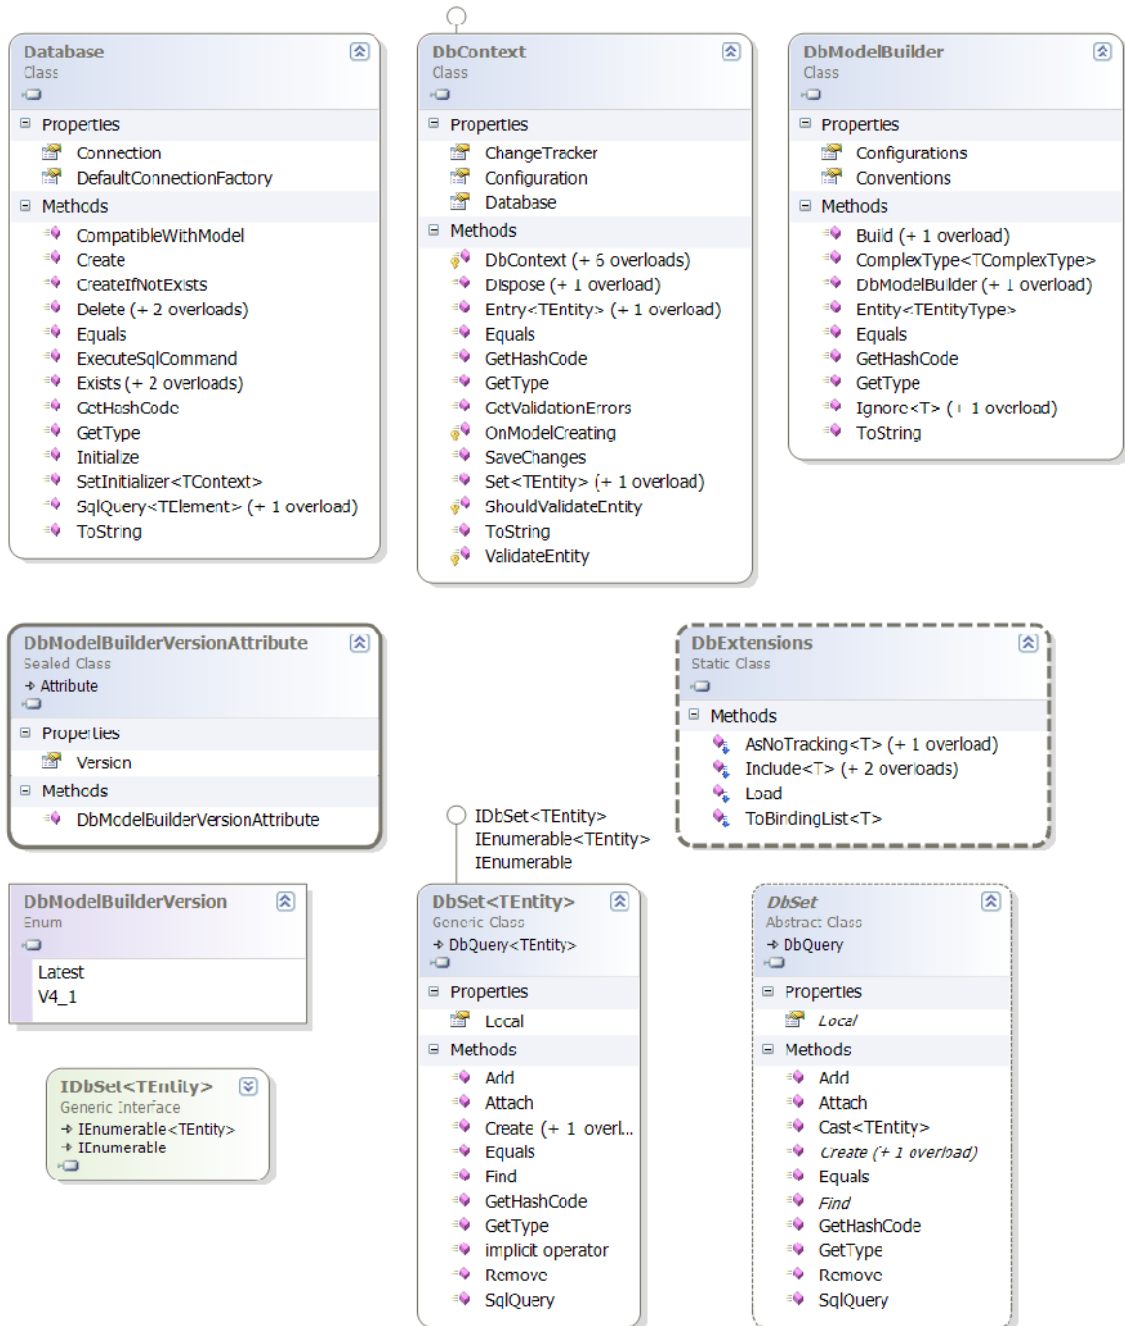 Database
Class
Properties
Connection
DefaultConnectionFactory
Methods
CompatibleWithModel
Create
CreateIfNotExists
Delete (+ 2 overloads)
Equals
ExecuteSqlCommand
Exists (+ 2 overloads)
GetHashCode
GetType
Initialize
SetInitializer<TContext>
SqlQuery<TElement> (+ 1 overload)
ToString
DbContext
Class
Properties
ChangeTracker
Configuration
Database
Methods
DbContext (+ 6 overloads)
Dispose (+ 1 overload)
Entry<TEntity> (+ 1 overload)
Equals
GetHashCode
GetType
GetValidationErrors
OnModelCreating
SaveChanges
Set<TEntity> (+ 1 overload)
ShouldValidateEntity
ToString
ValidateEntity
DbModelBuilder
Class
Properties
Configurations
Conventions
Methods
Build (+ 1 overload)
ComplexType<TComplexType>
DbModelBuilder (+ 1 overload)
Entity<TEntityType>
Equals
GetHashCode
GetType
Ignore<T> (+ 1 overload)
ToString
DbModelBuilderVersionAttribute
Sealed Class
Attribute
Properties
Version
Methods
DbModelBuilderVersionAttribute
DbExtensions
Static Class
Methods
AsNoTracking<T> (+ 1 overload)
Include<T> (+ 2 overloads)
Load
ToBindingList<T>
DbModelBuilderVersion
Enum
Latest
V4_1
IDbSet<TEntity>
Generic Interface
IEnumerable<TEntity>
IEnumerable
IDbSet<TEntity>
IEnumerable<TEntity>
IEnumerable
DbSet<TEntity>
Generic Class
DbQuery<TEntity>
Properties
Local
Methods
Add
Attach
Create (+ 1 overl...
Equals
Find
GetHashCode
GetType
implicit operator
Remove
SqlQuery
DbSet
Abstract Class
DbQuery
Properties
Local
Methods
Add
Attach
Cast<TEntity>
Create (+ 1 overload)
Equals
Find
GetHashCode
GetType
Remove
SqlQuery